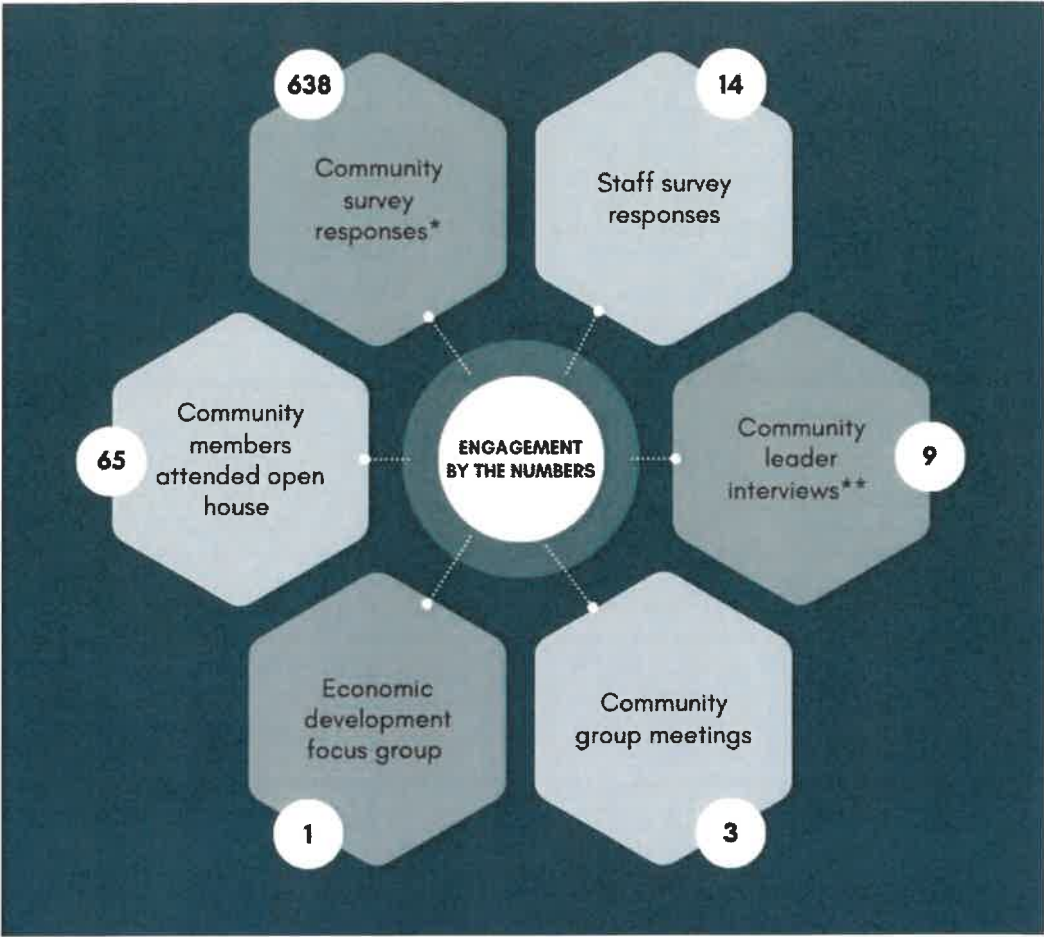 638
Community
survey
responses*
14
Staff survey
responses
65
Community
members
attended open
house
ENGAGEMENT
BY THE NUMBERS
Community
leader
interviews**
9
Economic
development
focus group
1
Community
group meetings
3